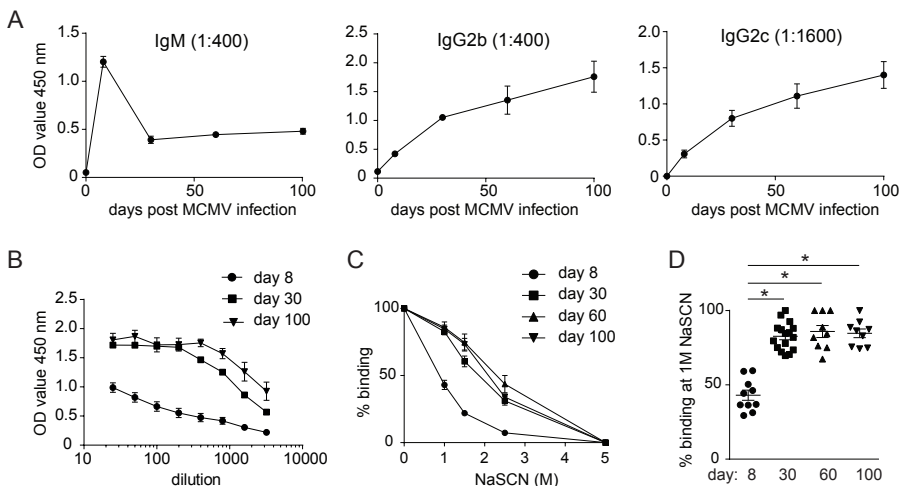 A
IgM (1:400)
IgG2b (1:400)
IgG2c (1:1600)
OD value 450 nm
1.5
1.0
0.5
0
0
50
100
days post MCMV infection
2.5
2.0
1.5
1.0
0.5
0
0
50
100
days post MCMV infection
2.0
1.5
1.0
0.5
0
0
50
100
days post MCMV infection
B
day 8
day 30
day 100
OD value 450 nm
2.5
2.0
1.5
1.0
0.5
0
10
100
1000
10000
dilution
C
day 8
day 30
day 60
day 100
% binding
100
50
0
0
1
2
3
4
5
NaSCN (M)
D
*
*
*
% binding at 1M NaSCN
100
50
0
day: 8 30 60 100